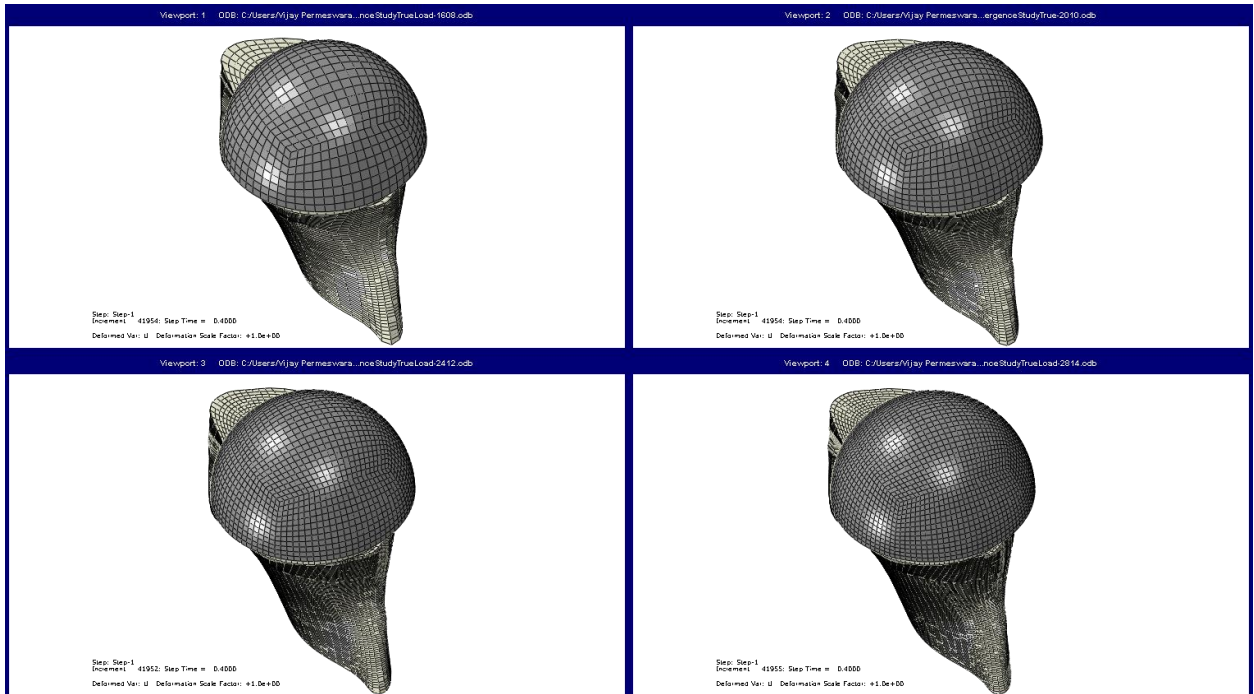 Viewport: 1 ODB: C:/Users/Vijay Permeswara...nceStudyTrueLoad-1608.odb
Step: Step-1
Increment 41954: Step Time = 0.4000
Deformed Var: U Deformation Scale Factor: +1.0e+00
Viewport: 2 ODB: C:/Users/Vijay Permeswara...ergenceStudyTrue-2010.odb
Step: Step-1
Increment 41954: Step Time = 0.4000
Deformed Var: U Deformation Scale Factor: +1.0e+00
Viewport: 3 ODB: C:/Users/Vijay Permeswara...nceStudyTrueLoad-2412.odb
Step: Step-1
Increment 41952: Step Time = 0.4000
Deformed Var: U Deformation Scale Factor: +1.0e+00
Viewport: 4 ODB: C:/Users/Vijay Permeswara...nceStudyTrueLoad-2814.odb
Step: Step-1
Increment 41955: Step Time = 0.4000
Deformed Var: U Deformation Scale Factor: +1.0e+00